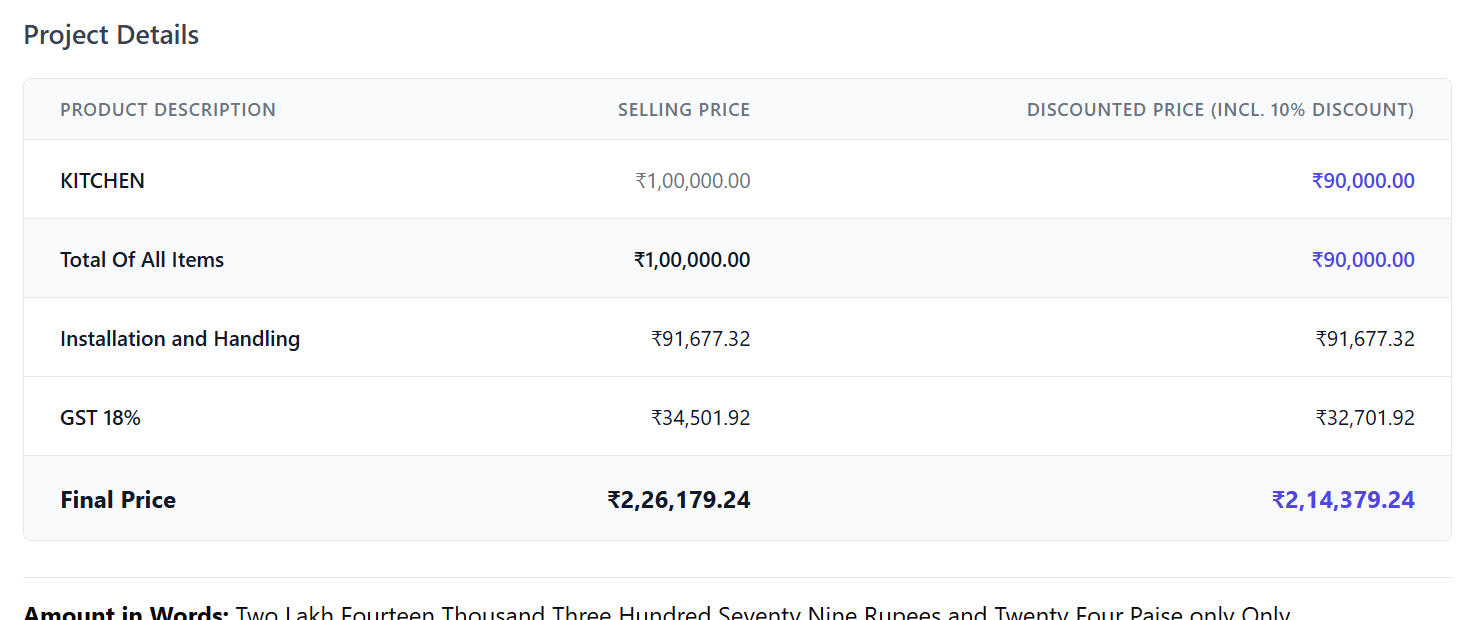 Project Details
PRODUCT DESCRIPTION SELLING PRICE DISCOUNTED PRICE (INCL. 10% DISCOUNT)
KITCHEN ₹1,00,000.00 ₹90,000.00
Total Of All Items ₹1,00,000.00 ₹90,000.00
Installation and Handling ₹91,677.32 ₹91,677.32
GST 18% ₹34,501.92 ₹32,701.92
Final Price ₹2,26,179.24 ₹2,14,379.24
Amount in Words: Two Lakh Fourteen Thousand Three Hundred Seventy Nine Rupees and Twenty Four Paise only Only